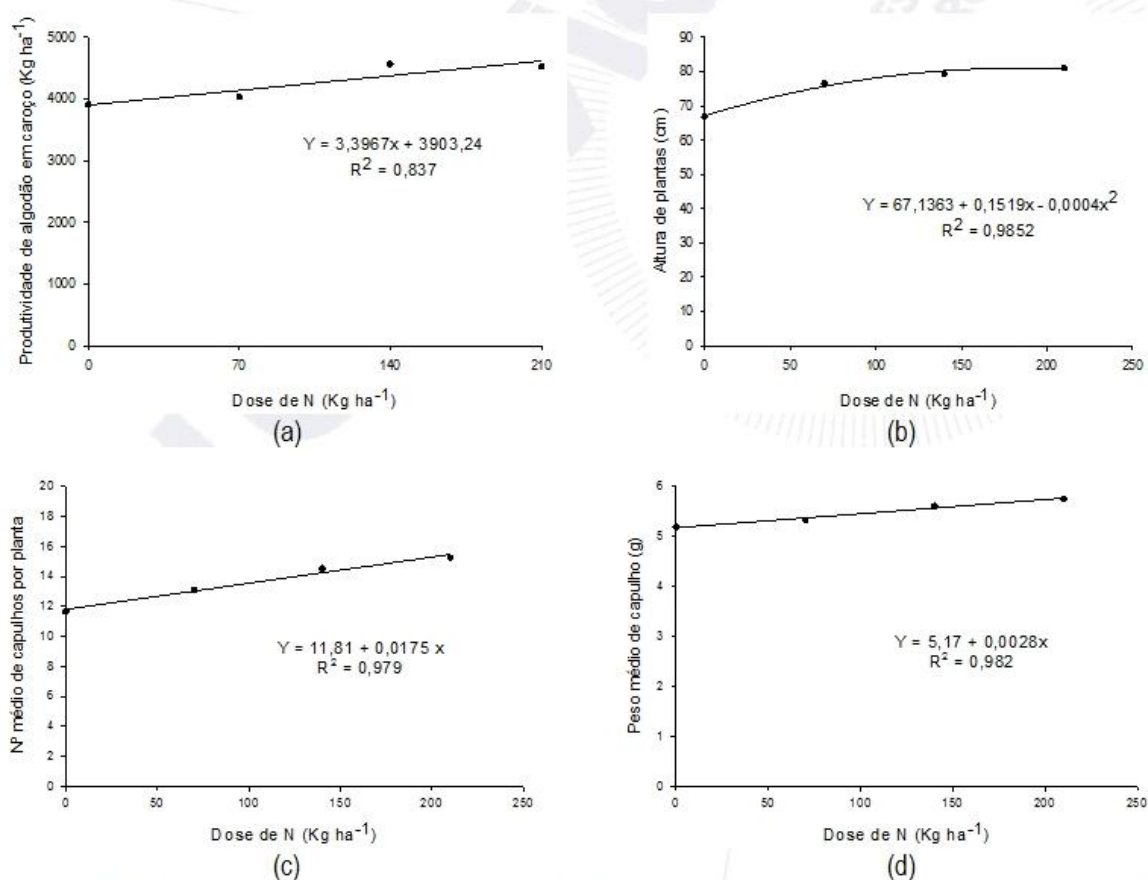 Produtividade de algodão em caroço (Kg ha⁻¹)
5000
4000
3000
2000
1000
0
Y = 3,3967x + 3903,24
R² = 0,837
0 70 140 210
Dose de N (Kg ha⁻¹)
(a)
Altura de plantas (cm)
90
80
70
60
50
40
30
20
10
0
Y = 67,1363 + 0,1519x - 0,0004x²
R² = 0,9852
0 50 100 150 200 250
Dose de N (Kg ha⁻¹)
(b)
Nº médio de capulhos por planta
20
18
16
14
12
10
8
6
4
2
0
Y = 11,81 + 0,0175 x
R² = 0,979
0 50 100 150 200 250
Dose de N (Kg ha⁻¹)
(c)
Peso médio de capulho (g)
6
5
4
3
2
1
0
Y = 5,17 + 0,0028x
R² = 0,982
0 50 100 150 200 250
Dose de N (Kg ha⁻¹)
(d)